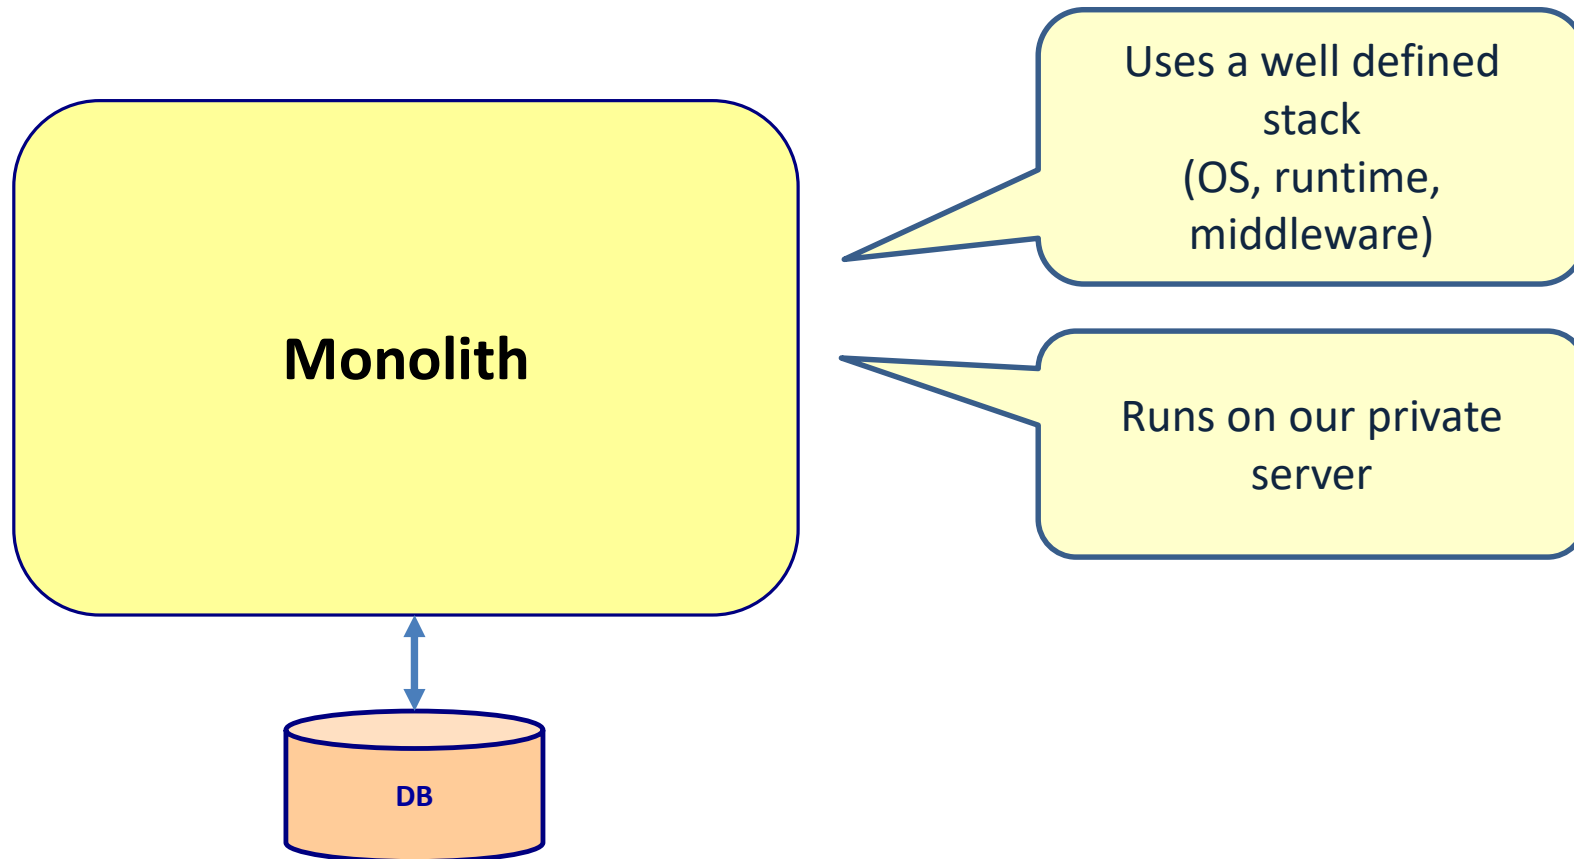 Uses a well defined
stack
(OS, runtime,
middleware)
Monolith
Runs on our private
server
DB